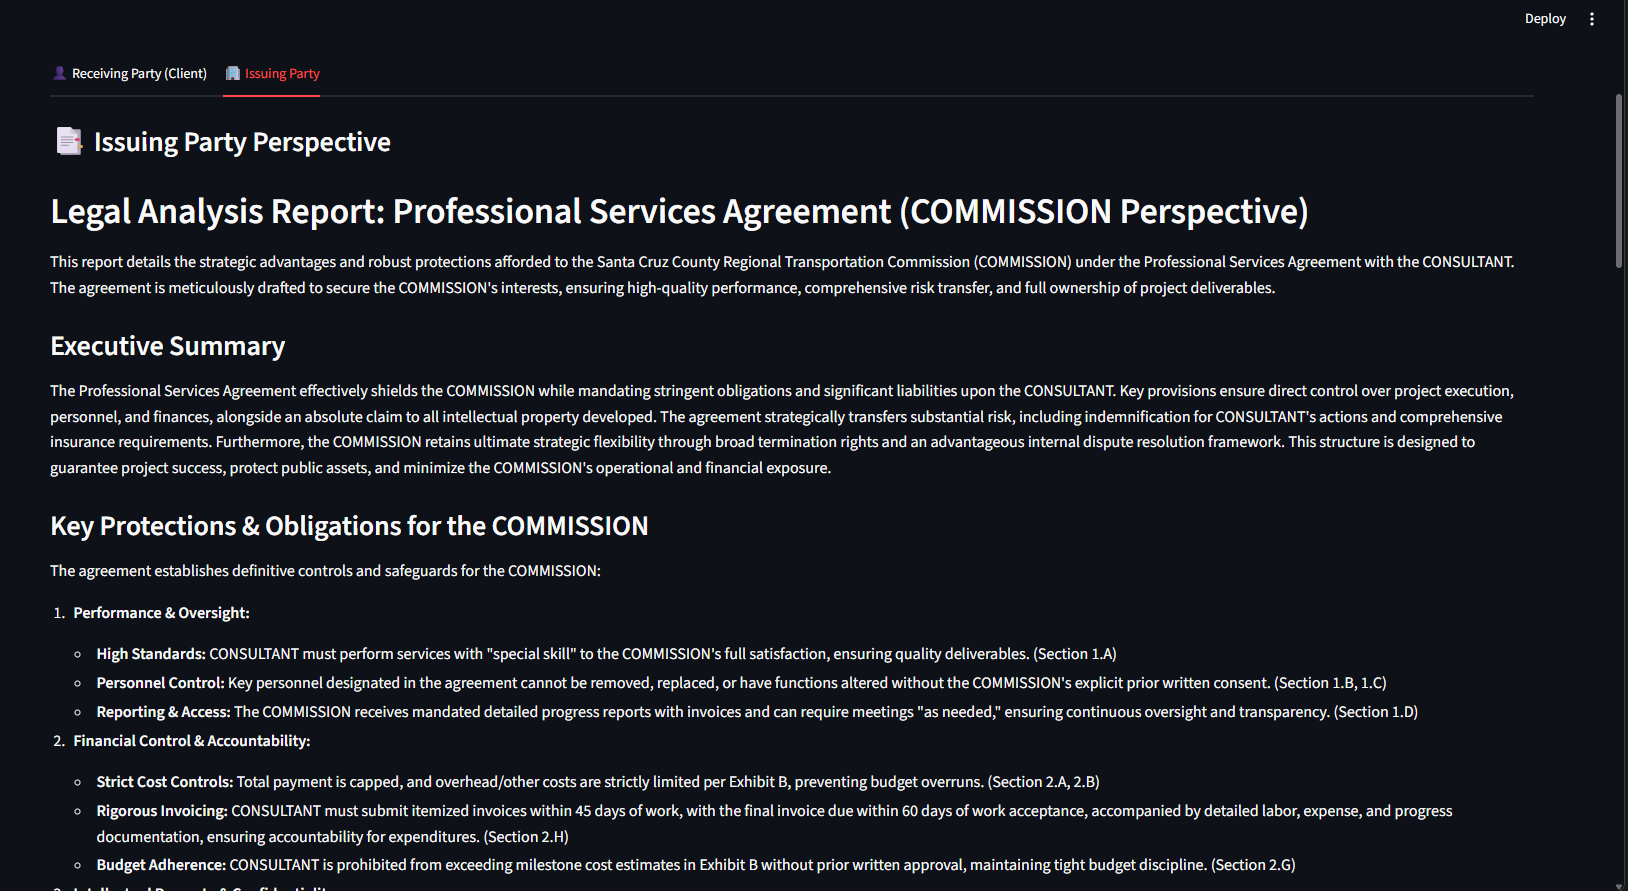 Deploy
Receiving Party (Client)
Issuing Party
Issuing Party Perspective
Legal Analysis Report: Professional Services Agreement (COMMISSION Perspective)
This report details the strategic advantages and robust protections afforded to the Santa Cruz County Regional Transportation Commission (COMMISSION) under the Professional Services Agreement with the CONSULTANT.
The agreement is meticulously drafted to secure the COMMISSION's interests, ensuring high-quality performance, comprehensive risk transfer, and full ownership of project deliverables.
Executive Summary
The Professional Services Agreement effectively shields the COMMISSION while mandating stringent obligations and significant liabilities upon the CONSULTANT. Key provisions ensure direct control over project execution,
personnel, and finances, alongside an absolute claim to all intellectual property developed. The agreement strategically transfers substantial risk, including indemnification for CONSULTANT's actions and comprehensive
insurance requirements. Furthermore, the COMMISSION retains ultimate strategic flexibility through broad termination rights and an advantageous internal dispute resolution framework. This structure is designed to
guarantee project success, protect public assets, and minimize the COMMISSION's operational and financial exposure.
Key Protections & Obligations for the COMMISSION
The agreement establishes definitive controls and safeguards for the COMMISSION:
1. Performance & Oversight:
High Standards: CONSULTANT must perform services with "special skill" to the COMMISSION's full satisfaction, ensuring quality deliverables. (Section 1.A)
Personnel Control: Key personnel designated in the agreement cannot be removed, replaced, or have functions altered without the COMMISSION's explicit prior written consent. (Section 1.B, 1.C)
Reporting & Access: The COMMISSION receives mandated detailed progress reports with invoices and can require meetings "as needed," ensuring continuous oversight and transparency. (Section 1.D)
2. Financial Control & Accountability:
Strict Cost Controls: Total payment is capped, and overhead/other costs are strictly limited per Exhibit B, preventing budget overruns. (Section 2.A, 2.B)
Rigorous Invoicing: CONSULTANT must submit itemized invoices within 45 days of work, with the final invoice due within 60 days of work acceptance, accompanied by detailed labor, expense, and progress
documentation, ensuring accountability for expenditures. (Section 2.H)
Budget Adherence: CONSULTANT is prohibited from exceeding milestone cost estimates in Exhibit B without prior written approval, maintaining tight budget discipline. (Section 2.G)